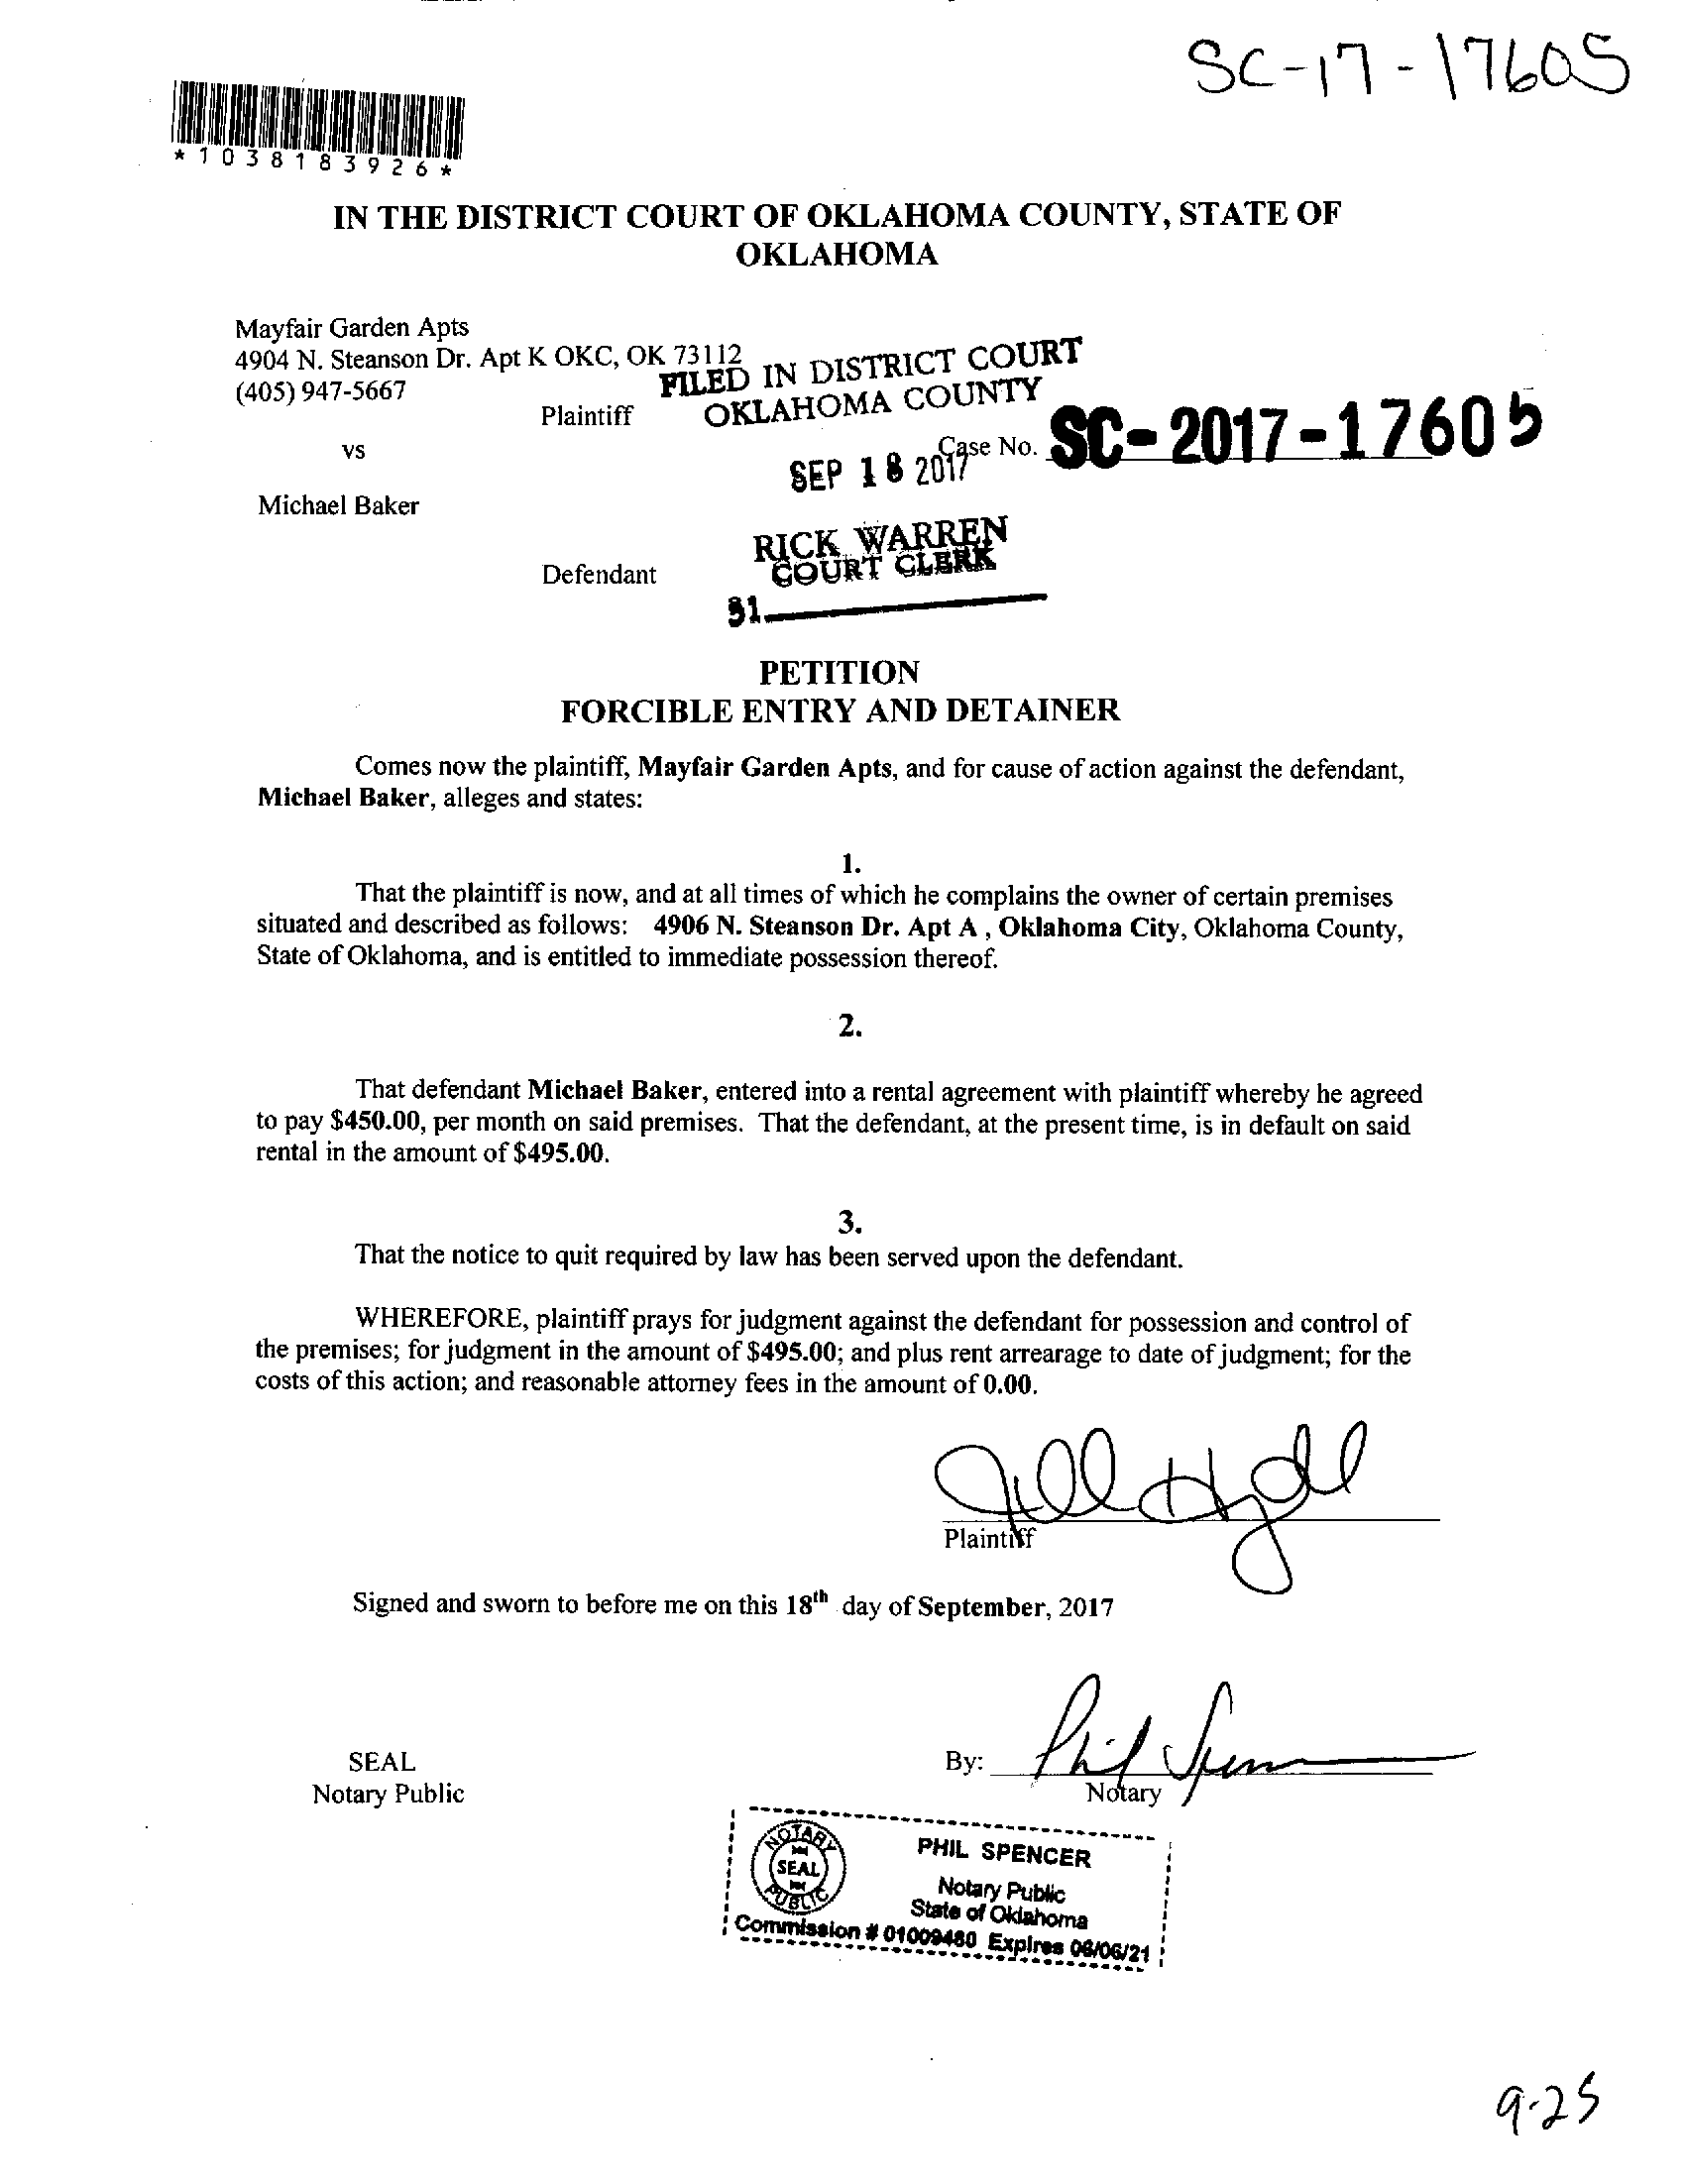 SC-17-17605
*1038183926*
IN THE DISTRICT COURT OF OKLAHOMA COUNTY, STATE OF
OKLAHOMA
Mayfair Garden Apts
4904 N. Steanson Dr. Apt K OKC, OK 73112
(405) 947-5667
Plaintiff
FILED IN DISTRICT COURT
OKLAHOMA COUNTY
vs
Case No. SC-2017-17605
SEP 18 2017
Michael Baker
RICK WARREN
COURT CLERK
Defendant
31
PETITION
FORCIBLE ENTRY AND DETAINER
Comes now the plaintiff, Mayfair Garden Apts, and for cause of action against the defendant,
Michael Baker, alleges and states:
1.
That the plaintiff is now, and at all times of which he complains the owner of certain premises
situated and described as follows: 4906 N. Steanson Dr. Apt A , Oklahoma City, Oklahoma County,
State of Oklahoma, and is entitled to immediate possession thereof.
2.
That defendant Michael Baker, entered into a rental agreement with plaintiff whereby he agreed
to pay $450.00, per month on said premises. That the defendant, at the present time, is in default on said
rental in the amount of $495.00.
3.
That the notice to quit required by law has been served upon the defendant.
WHEREFORE, plaintiff prays for judgment against the defendant for possession and control of
the premises; for judgment in the amount of $495.00; and plus rent arrearage to date of judgment; for the
costs of this action; and reasonable attorney fees in the amount of 0.00.
Plaintiff
Signed and sworn to before me on this 18th day of September, 2017
SEAL
Notary Public
By: Phil Spencer
Notary
NOTARY
SEAL
PUBLIC
PHIL SPENCER
Notary Public
State of Oklahoma
Commission # 01009480 Expires 06/06/21
9-25